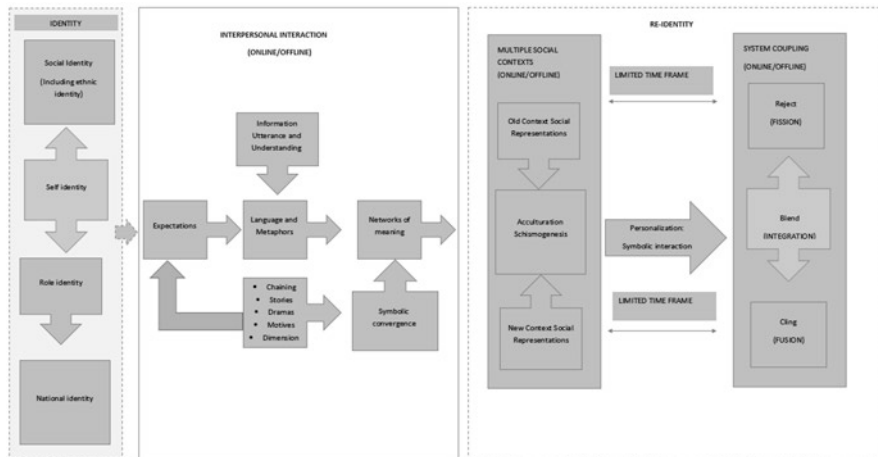 IDENTITY
Social Identity
(Including ethnic
identity)
Self identity
Role identity
National identity
INTERPERSONAL INTERACTION
(ONLINE/OFFLINE)
Information
Utterance and
Understanding
Expectations
Language and
Metaphors
Networks of
meaning
• Chaining
• Stories
• Dramas
• Motives
• Dimension
Symbolic
convergence
RE-IDENTITY
MULTIPLE SOCIAL
CONTEXTS
(ONLINE/OFFLINE)
Old Context Social
Representations
Acculturation
Schismogenesis
New Context Social
Representations
LIMITED TIME FRAME
Personalization:
Symbolic interaction
LIMITED TIME FRAME
SYSTEM COUPLING
(ONLINE/OFFLINE)
Reject
(FISSION)
Blend
(INTEGRATION)
Cling
(FUSION)